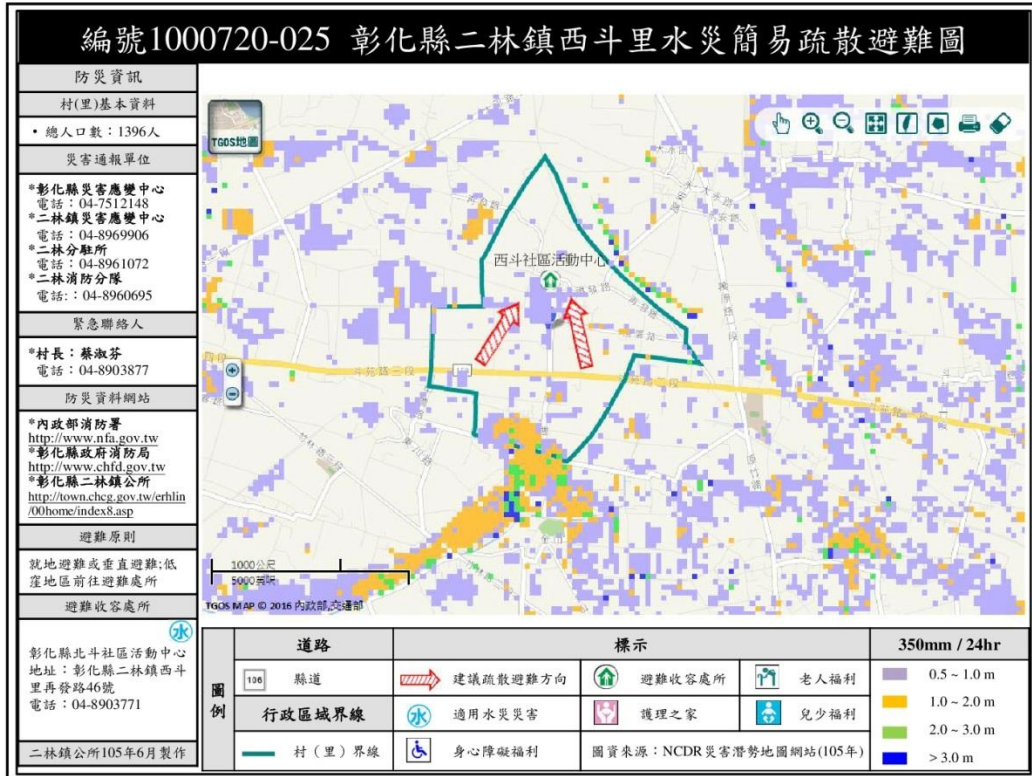 編號1000720-025 彰化縣二林鎮西斗里水災簡易疏散避難圖
防災資訊
村(里)基本資料
• 總人口數：1396人
災害通報單位
*彰化縣災害應變中心
電話：04-7512148
*二林鎮災害應變中心
電話：04-8969906
*二林分駐所
電話：04-8961072
*二林消防分隊
電話:：04-8960695
緊急聯絡人
*村長：蔡淑芬
電話：04-8903877
防災資料網站
*內政部消防署
http://www.nfa.gov.tw
*彰化縣政府消防局
http://www.chfd.gov.tw
*彰化縣二林鎮公所
http://town.chcg.gov.tw/erhlin
/00home/index8.asp
避難原則
就地避難或垂直避難;低
窪地區前往避難處所
避難收容處所
水
彰化縣北斗社區活動中心
地址：彰化縣二林鎮西斗
里再發路46號
電話：04-8903771
二林鎮公所105年6月製作
TGOS地圖
西斗社區活動中心
斗苑路三段
斗苑路二段
1000公尺
5000英呎
TGOS MAP © 2016 內政部,交通部
圖例
道路
標示
350mm / 24hr
106 縣道
建議疏散避難方向
避難收容處所
老人福利
0.5 ~ 1.0 m
行政區域界線
水 適用水災災害
護理之家
兒少福利
1.0 ~ 2.0 m
2.0 ~ 3.0 m
村（里）界線
身心障礙福利
圖資來源：NCDR災害潛勢地圖網站(105年)
> 3.0 m